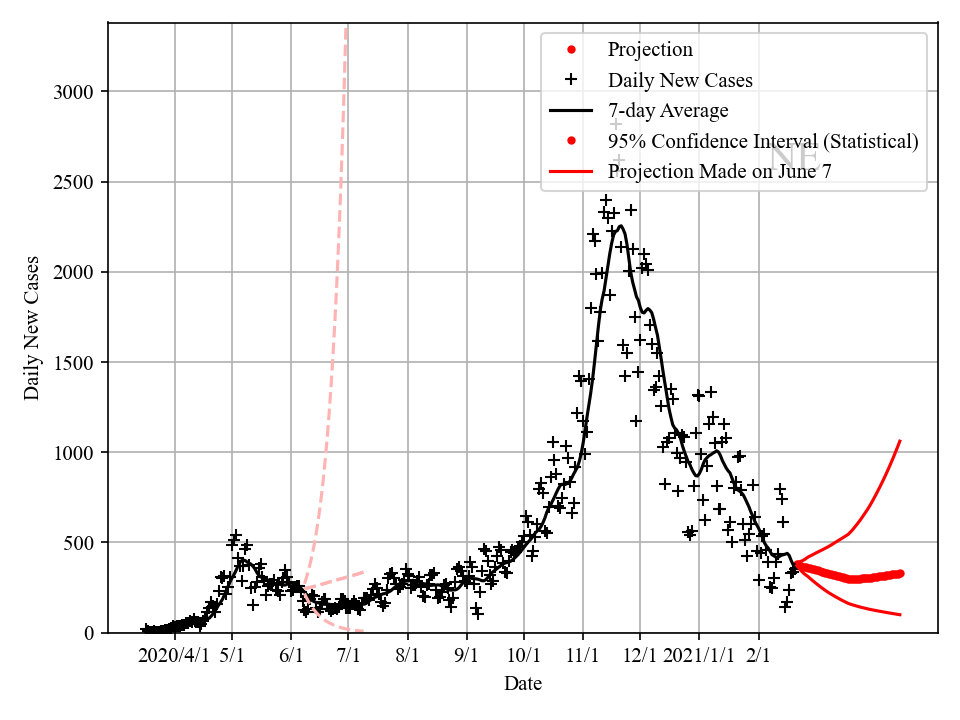 Projection
Daily New Cases
7-day Average
95% Confidence Interval (Statistical)
Projection Made on June 7
NE
3000
2500
2000
1500
1000
500
0
Daily New Cases
2020/4/1 5/1 6/1 7/1 8/1 9/1 10/1 11/1 12/1 2021/1/1 2/1
Date